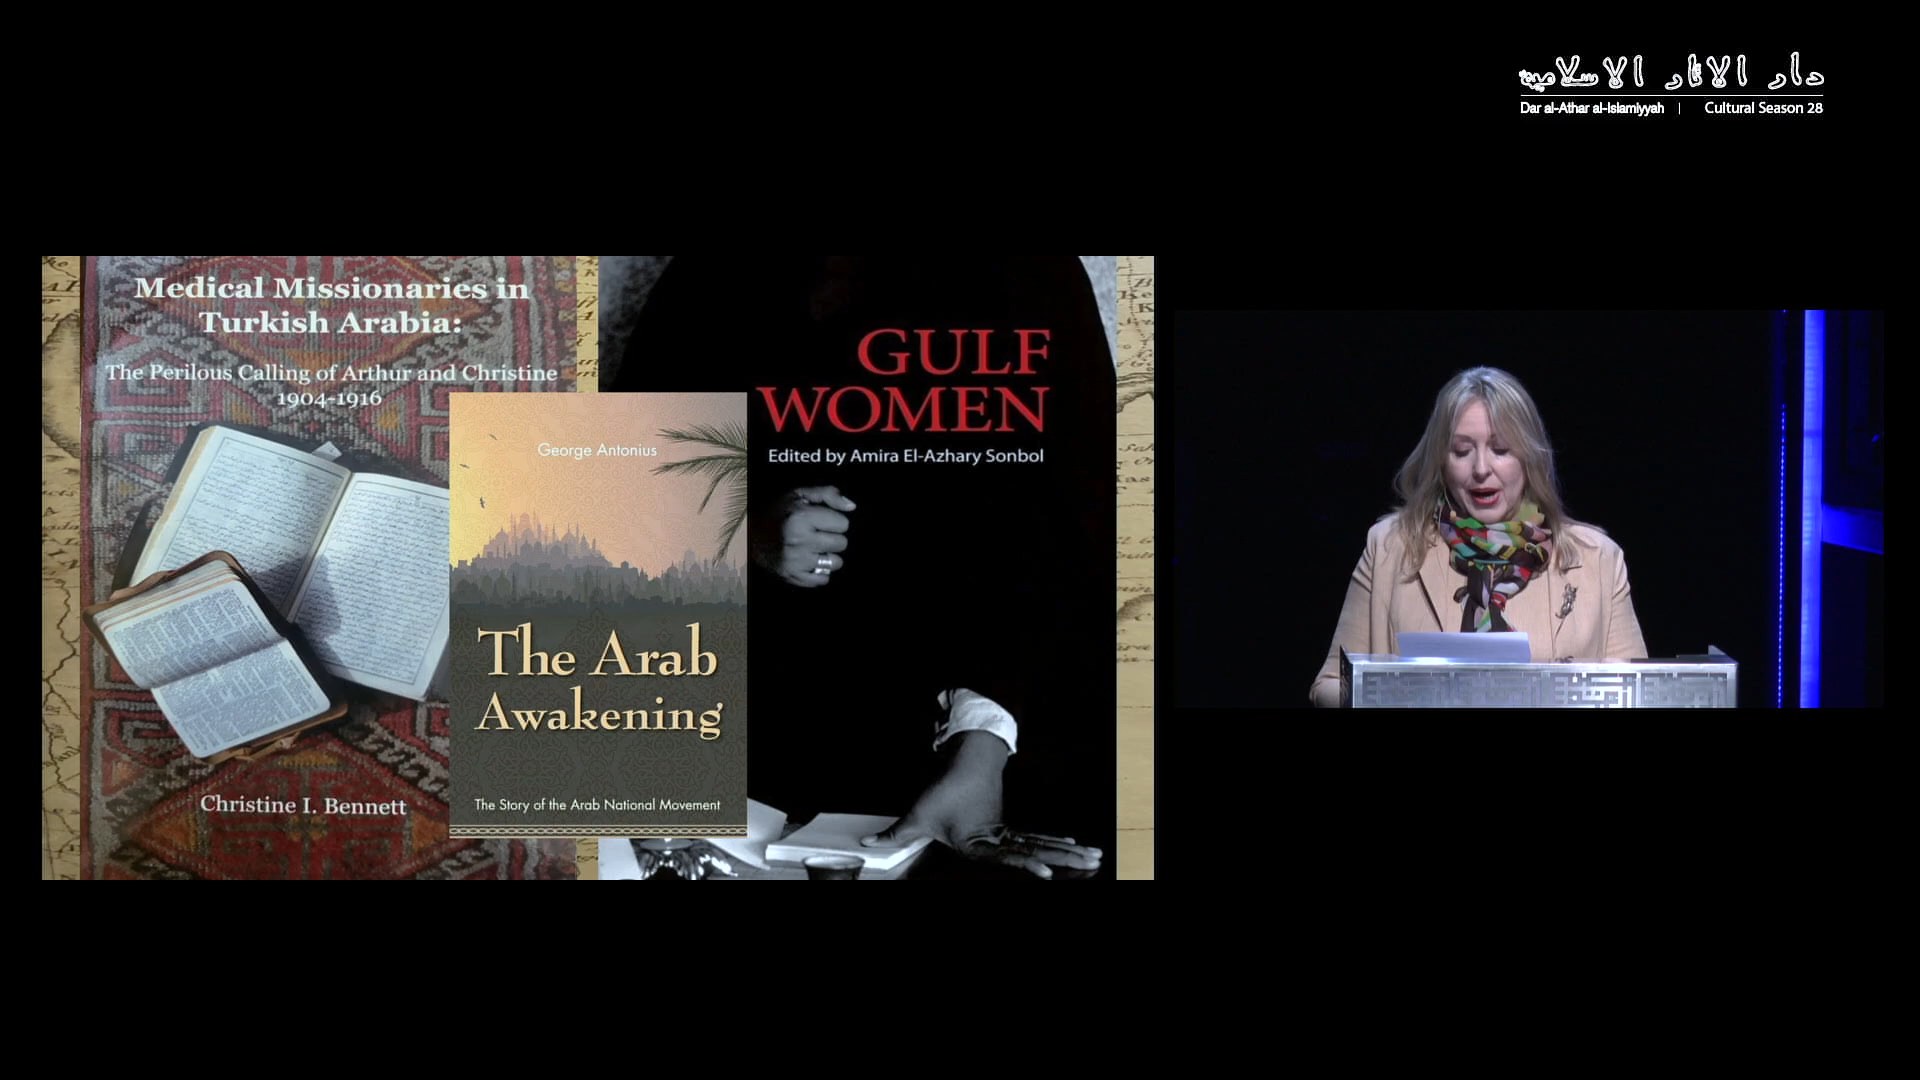 دار الآثار الاسلاميه
Dar al-Athar al-Islamiyyah | Cultural Season 28
Medical Missionaries in
Turkish Arabia:
The Perilous Calling of Arthur and Christine
1904-1916
Christine I. Bennett
George Antonius
The Arab
Awakening
The Story of the Arab National Movement
GULF
WOMEN
Edited by Amira El-Azhary Sonbol